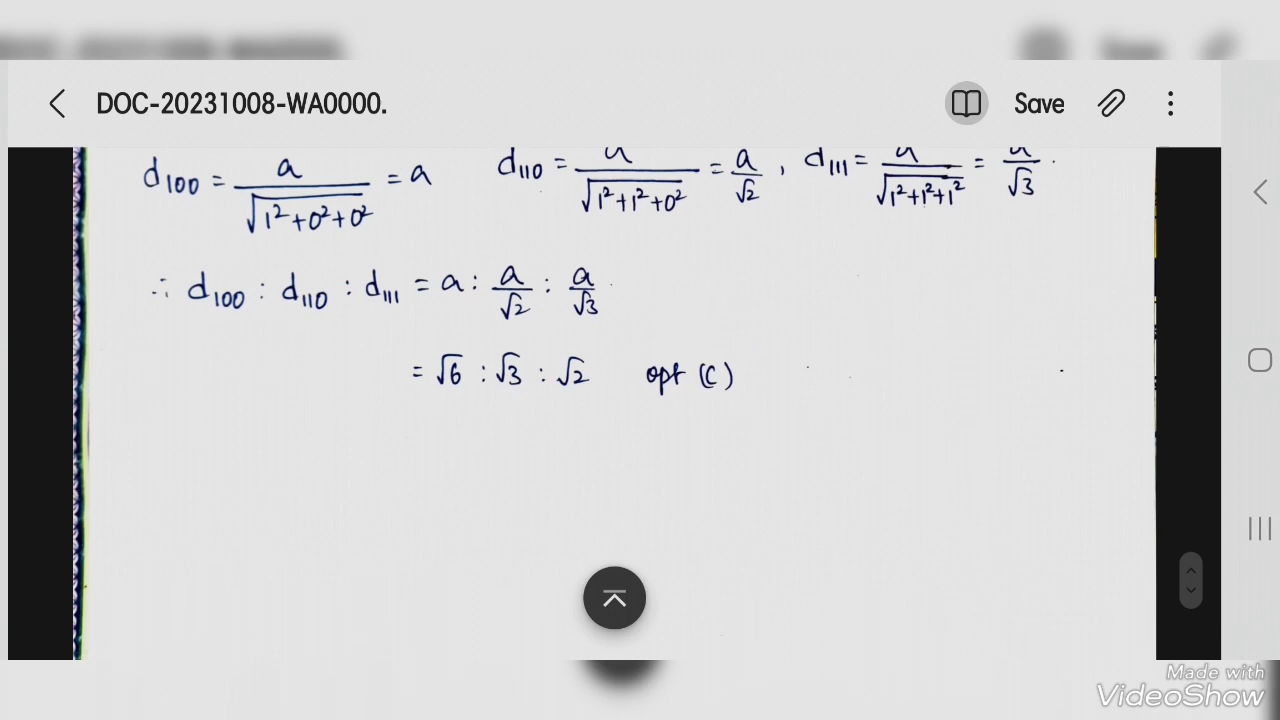 DOC-20231008-WA0000.
Save
d₁₀₀ = a / √(1²+0²+0²) = a    d₁₁₀ = a / √(1²+1²+0²) = a/√2 , d₁₁₁ = a / √(1²+1²+1²) = a/√3 .
∴ d₁₀₀ : d₁₁₀ : d₁₁₁ = a : a/√2 : a/√3
= √6 : √3 : √2    opt (C)
Made with
VideoShow